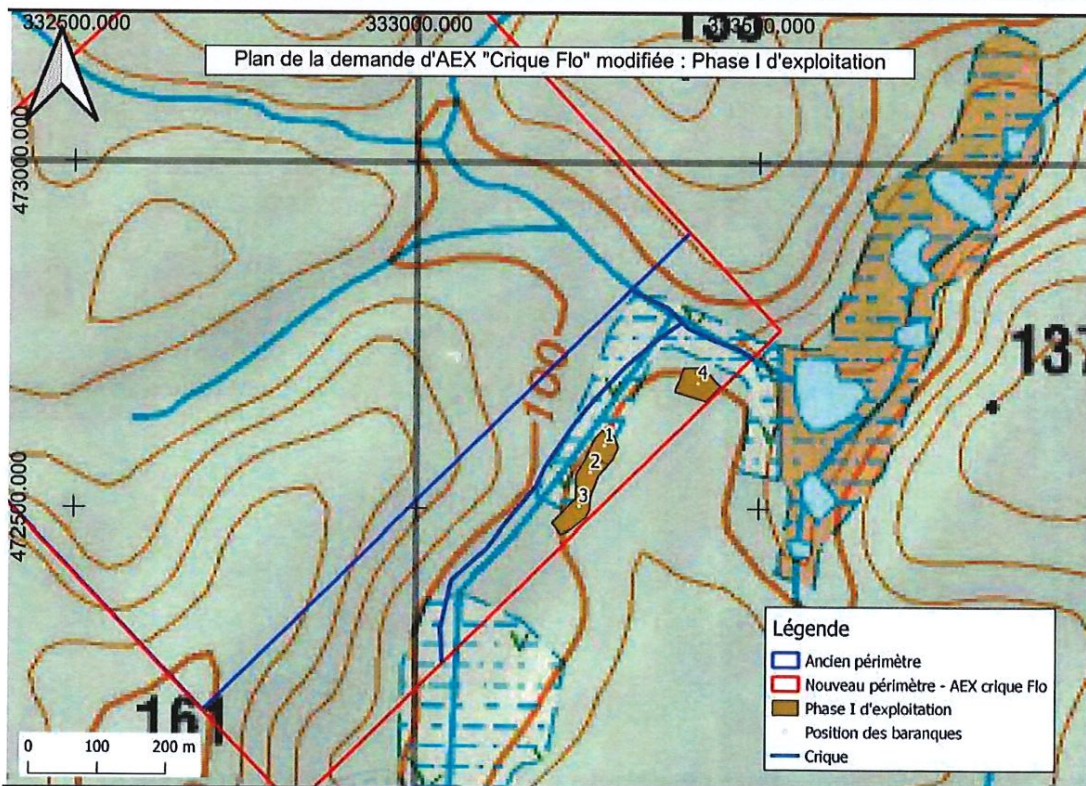 332500.000 333000.000 333500.000
Plan de la demande d'AEX "Crique Flo" modifiée : Phase I d'exploitation
473000.000
100
137
4
1
2
3
472500.000
161
0 100 200 m
Légende
Ancien périmètre
Nouveau périmètre - AEX crique Flo
Phase I d'exploitation
Position des baranques
Crique